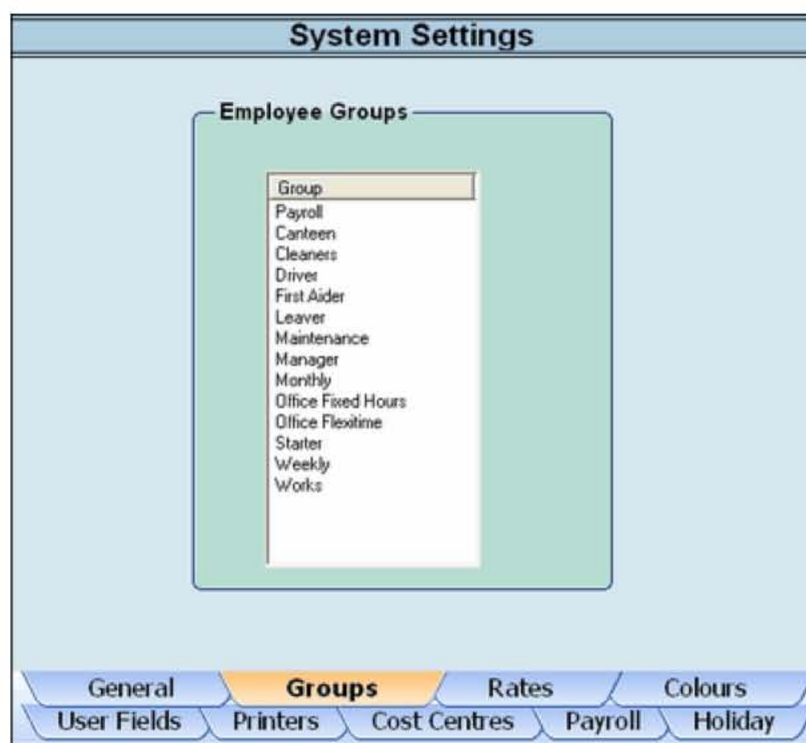 System Settings
Employee Groups
Group
Payroll
Canteen
Cleaners
Driver
First Aider
Leaver
Maintenance
Manager
Monthly
Office Fixed Hours
Office Flexitime
Starter
Weekly
Works
General Groups Rates Colours
User Fields Printers Cost Centres Payroll Holiday